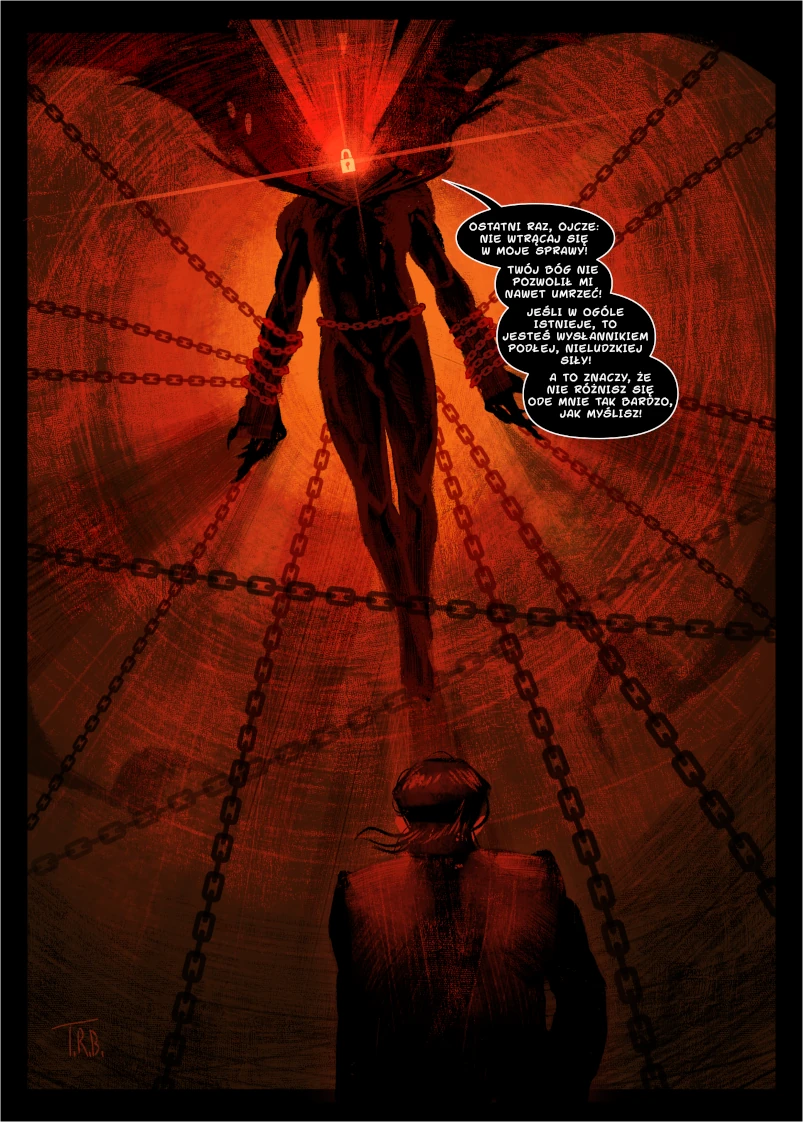 OSTATNI RAZ, OJCZE:
NIE WTRĄCAJ SIĘ
W MOJE SPRAWY!
TWÓJ BÓG NIE
POZWOLIŁ MI
NAWET UMRZEĆ!
JEŚLI W OGÓLE
ISTNIEJE, TO
JESTEŚ WYSŁANNIKIEM
PODŁEJ, NIELUDZKIEJ
SIŁY!
A TO ZNACZY, ŻE
NIE RÓŻNISZ SIĘ
ODE MNIE TAK BARDZO,
JAK MYŚLISZ!
T.R.B.